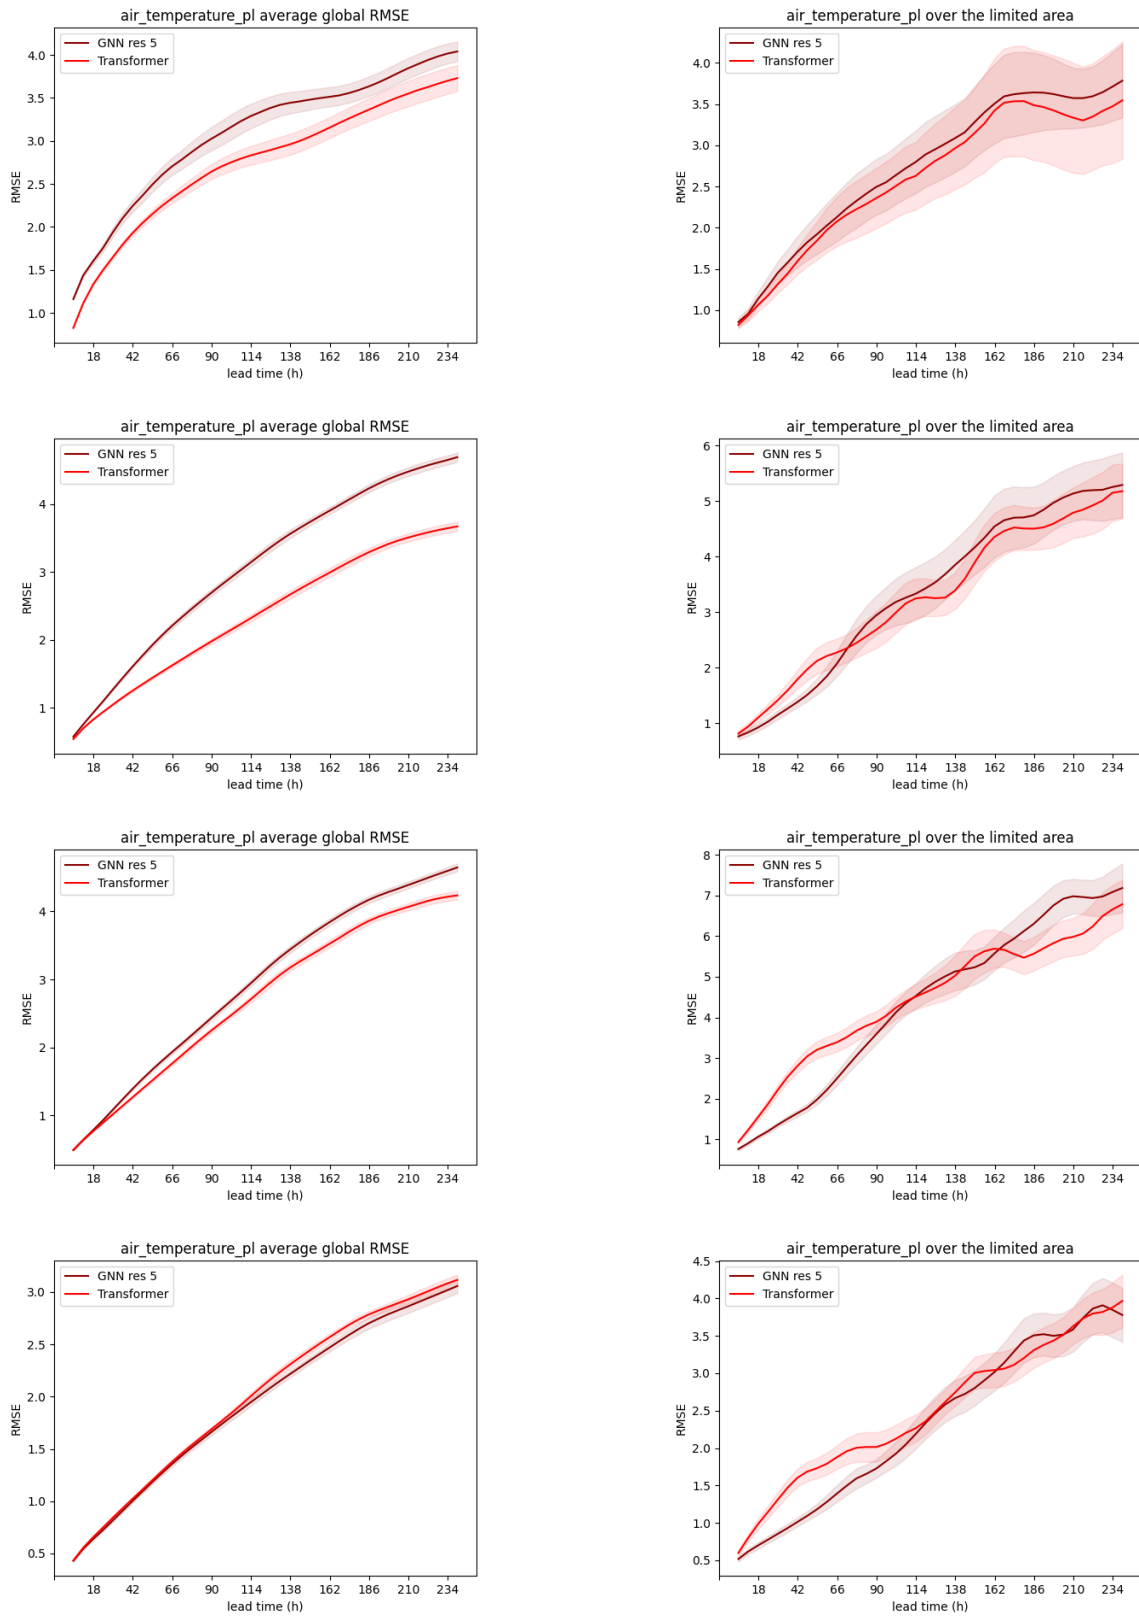 air_temperature_pl average global RMSE
GNN res 5
Transformer
4.0
3.5
3.0
2.5
2.0
1.5
1.0
RMSE
18 42 66 90 114 138 162 186 210 234
lead time (h)
air_temperature_pl over the limited area
GNN res 5
Transformer
4.0
3.5
3.0
2.5
2.0
1.5
1.0
RMSE
18 42 66 90 114 138 162 186 210 234
lead time (h)
air_temperature_pl average global RMSE
GNN res 5
Transformer
4
3
2
1
RMSE
18 42 66 90 114 138 162 186 210 234
lead time (h)
air_temperature_pl over the limited area
GNN res 5
Transformer
6
5
4
3
2
1
RMSE
18 42 66 90 114 138 162 186 210 234
lead time (h)
air_temperature_pl average global RMSE
GNN res 5
Transformer
4
3
2
1
RMSE
18 42 66 90 114 138 162 186 210 234
lead time (h)
air_temperature_pl over the limited area
GNN res 5
Transformer
8
7
6
5
4
3
2
1
RMSE
18 42 66 90 114 138 162 186 210 234
lead time (h)
air_temperature_pl average global RMSE
GNN res 5
Transformer
3.0
2.5
2.0
1.5
1.0
0.5
RMSE
18 42 66 90 114 138 162 186 210 234
lead time (h)
air_temperature_pl over the limited area
GNN res 5
Transformer
4.5
4.0
3.5
3.0
2.5
2.0
1.5
1.0
0.5
RMSE
18 42 66 90 114 138 162 186 210 234
lead time (h)